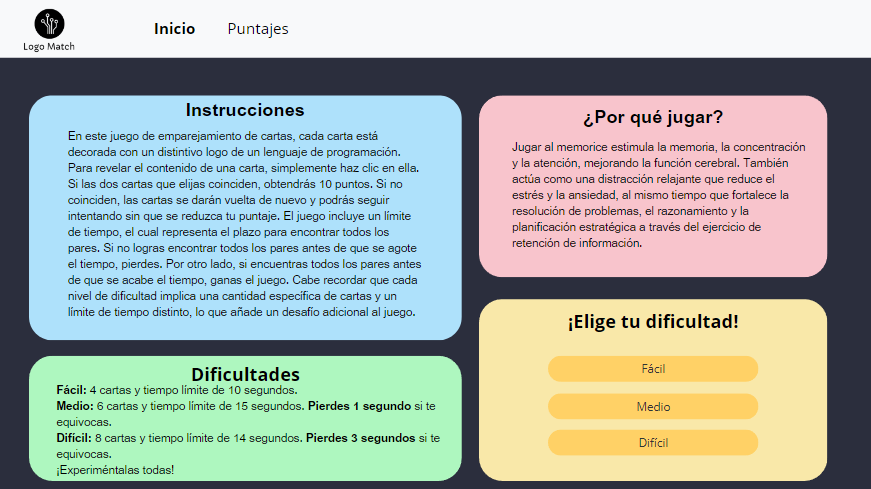 Logo Match
Inicio
Puntajes
Instrucciones
En este juego de emparejamiento de cartas, cada carta está
decorada con un distintivo logo de un lenguaje de programación.
Para revelar el contenido de una carta, simplemente haz clic en ella.
Si las dos cartas que elijas coinciden, obtendrás 10 puntos. Si no
coinciden, las cartas se darán vuelta de nuevo y podrás seguir
intentando sin que se reduzca tu puntaje. El juego incluye un límite
de tiempo, el cual representa el plazo para encontrar todos los
pares. Si no logras encontrar todos los pares antes de que se agote
el tiempo, pierdes. Por otro lado, si encuentras todos los pares antes
de que se acabe el tiempo, ganas el juego. Cabe recordar que cada
nivel de dificultad implica una cantidad específica de cartas y un
límite de tiempo distinto, lo que añade un desafío adicional al juego.
Dificultades
Fácil: 4 cartas y tiempo límite de 10 segundos.
Medio: 6 cartas y tiempo límite de 15 segundos. Pierdes 1 segundo si te
equivocas.
Difícil: 8 cartas y tiempo límite de 14 segundos. Pierdes 3 segundos si te
equivocas.
¡Experiméntalas todas!
¿Por qué jugar?
Jugar al memorice estimula la memoria, la concentración
y la atención, mejorando la función cerebral. También
actúa como una distracción relajante que reduce el
estrés y la ansiedad, al mismo tiempo que fortalece la
resolución de problemas, el razonamiento y la
planificación estratégica a través del ejercicio de
retención de información.
¡Elige tu dificultad!
Fácil
Medio
Difícil